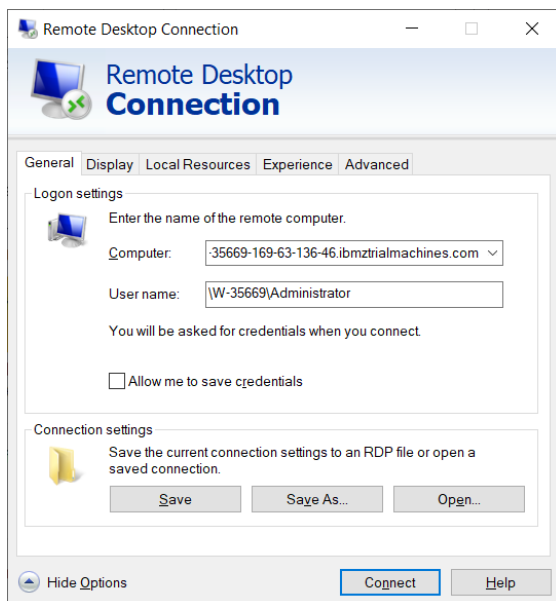 Remote Desktop Connection
Remote Desktop
Connection
General Display Local Resources Experience Advanced
Logon settings
Enter the name of the remote computer.
Computer: -35669-169-63-136-46.ibmztrialmachines.com
User name: \W-35669\Administrator
You will be asked for credentials when you connect.
Allow me to save credentials
Connection settings
Save the current connection settings to an RDP file or open a
saved connection.
Save Save As... Open...
Hide Options Connect Help